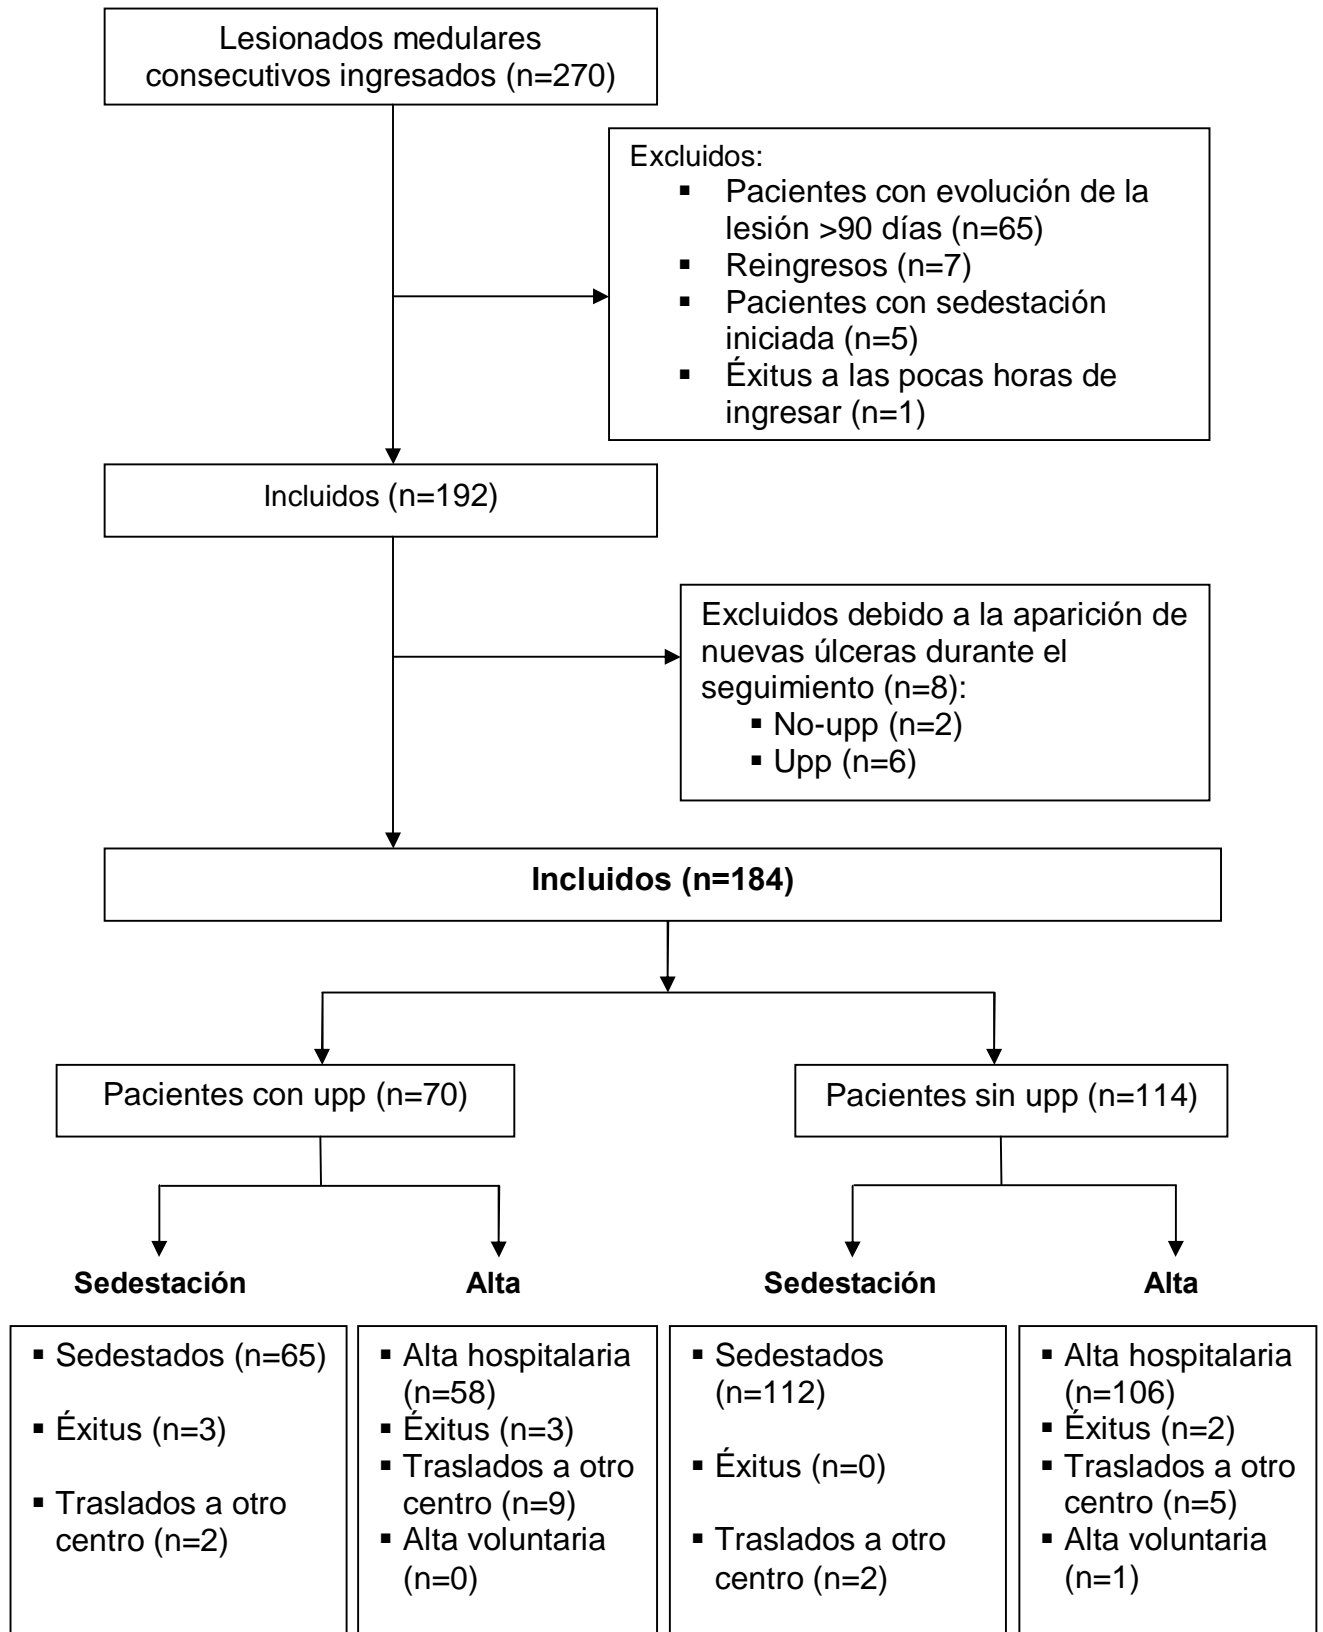 Lesionados medulares
consecutivos ingresados (n=270)
Excluidos:
▪ Pacientes con evolución de la
lesión >90 días (n=65)
▪ Reingresos (n=7)
▪ Pacientes con sedestación
iniciada (n=5)
▪ Éxitus a las pocas horas de
ingresar (n=1)
Incluidos (n=192)
Excluidos debido a la aparición de
nuevas úlceras durante el
seguimiento (n=8):
▪ No-upp (n=2)
▪ Upp (n=6)
Incluidos (n=184)
Pacientes con upp (n=70)
Pacientes sin upp (n=114)
Sedestación
Alta
Sedestación
Alta
▪ Sedestados (n=65)
▪ Éxitus (n=3)
▪ Traslados a otro
centro (n=2)
▪ Alta hospitalaria
(n=58)
▪ Éxitus (n=3)
▪ Traslados a otro
centro (n=9)
▪ Alta voluntaria
(n=0)
▪ Sedestados
(n=112)
▪ Éxitus (n=0)
▪ Traslados a otro
centro (n=2)
▪ Alta hospitalaria
(n=106)
▪ Éxitus (n=2)
▪ Traslados a otro
centro (n=5)
▪ Alta voluntaria
(n=1)